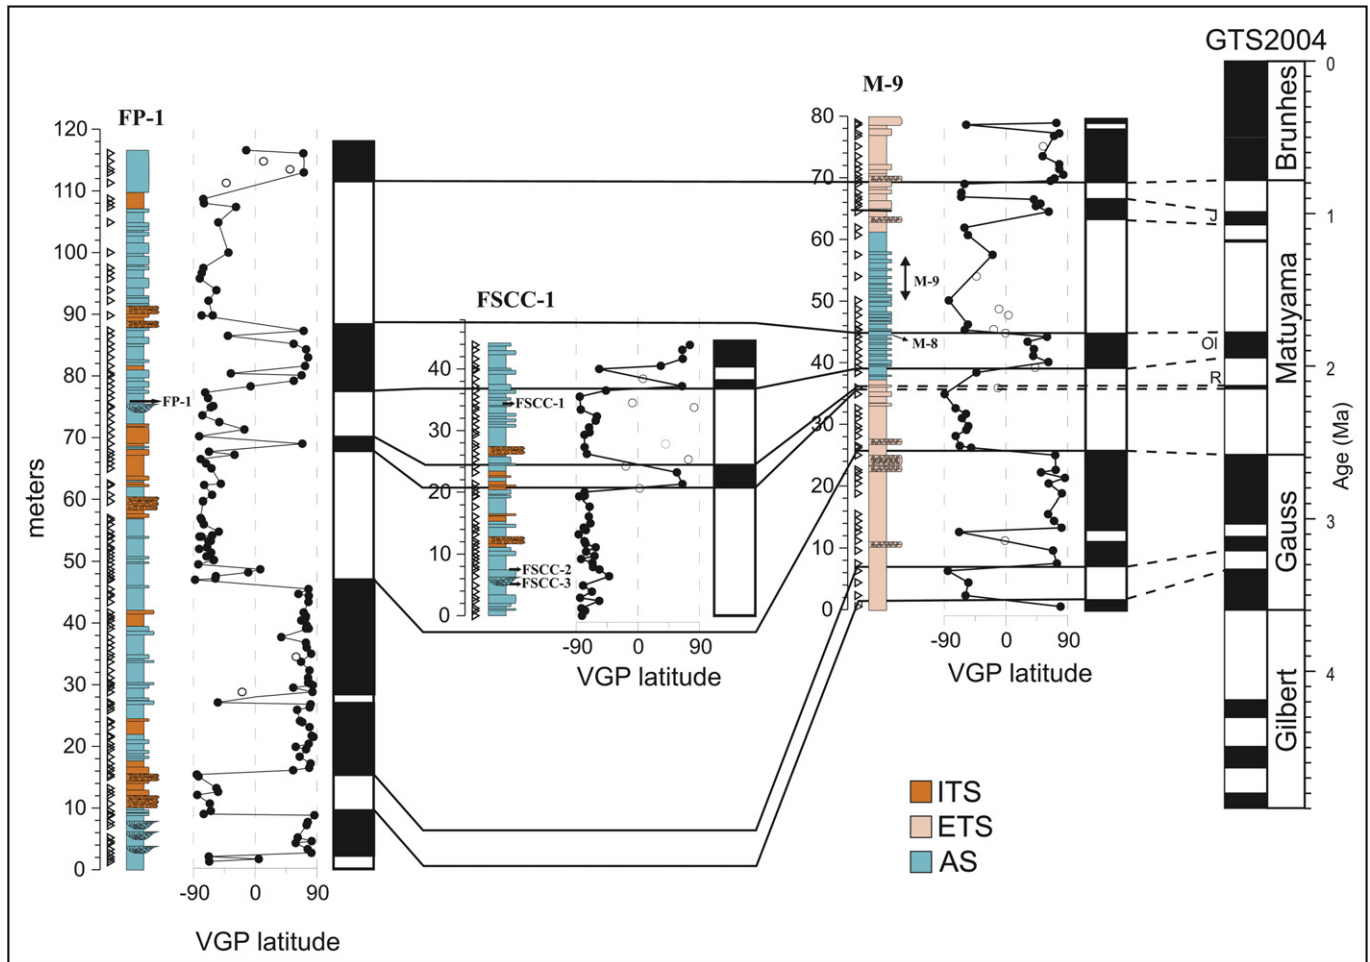 GTS2004
FP-1
M-9
FSCC-1
120
110
100
90
80
70
60
50
40
30
20
10
0
meters
FP-1
-90 0 90
VGP latitude
40
30
20
10
0
FSCC-1
FSCC-2
FSCC-3
-90 0 90
VGP latitude
80
70
60
50
40
30
20
10
0
M-9
M-8
-90 0 90
VGP latitude
J
Ol
R
Brunhes
Matuyama
Gauss
Gilbert
0
1
2
3
4
Age (Ma)
ITS
ETS
AS